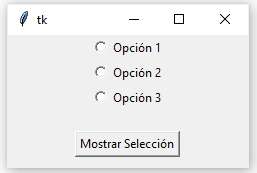 tk
Opción 1
Opción 2
Opción 3
Mostrar Selección